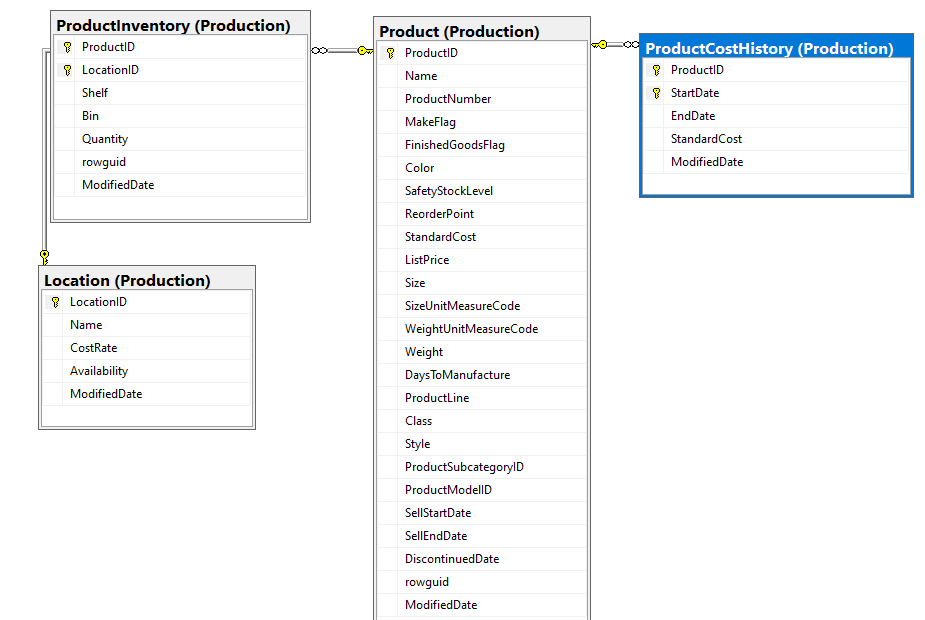 ProductInventory (Production)
ProductID
LocationID
Shelf
Bin
Quantity
rowguid
ModifiedDate
Location (Production)
LocationID
Name
CostRate
Availability
ModifiedDate
Product (Production)
ProductID
Name
ProductNumber
MakeFlag
FinishedGoodsFlag
Color
SafetyStockLevel
ReorderPoint
StandardCost
ListPrice
Size
SizeUnitMeasureCode
WeightUnitMeasureCode
Weight
DaysToManufacture
ProductLine
Class
Style
ProductSubcategoryID
ProductModelID
SellStartDate
SellEndDate
DiscontinuedDate
rowguid
ModifiedDate
ProductCostHistory (Production)
ProductID
StartDate
EndDate
StandardCost
ModifiedDate